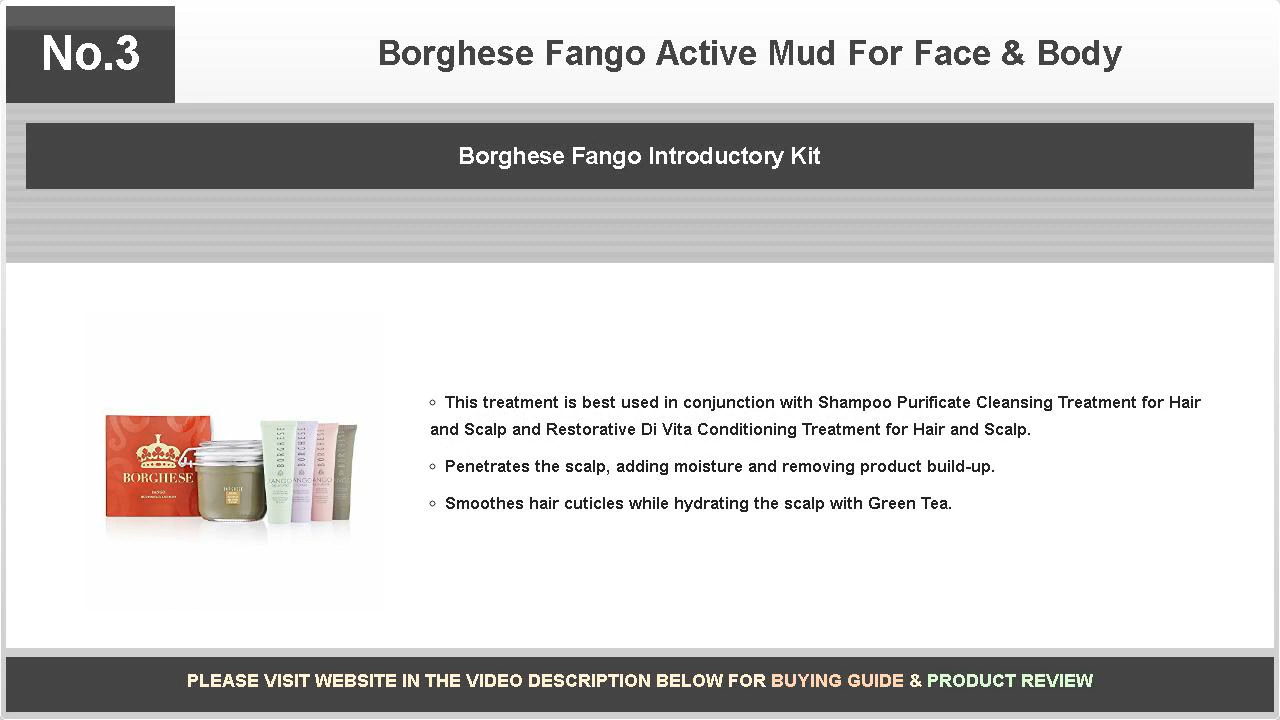 No.3
Borghese Fango Active Mud For Face & Body
Borghese Fango Introductory Kit
This treatment is best used in conjunction with Shampoo Purificate Cleansing Treatment for Hair
and Scalp and Restorative Di Vita Conditioning Treatment for Hair and Scalp.
Penetrates the scalp, adding moisture and removing product build-up.
Smoothes hair cuticles while hydrating the scalp with Green Tea.
BORGHESE
FANGO
BORGHESE
BORGHESE
BORGHESE
BORGHESE
PLEASE VISIT WEBSITE IN THE VIDEO DESCRIPTION BELOW FOR BUYING GUIDE & PRODUCT REVIEW